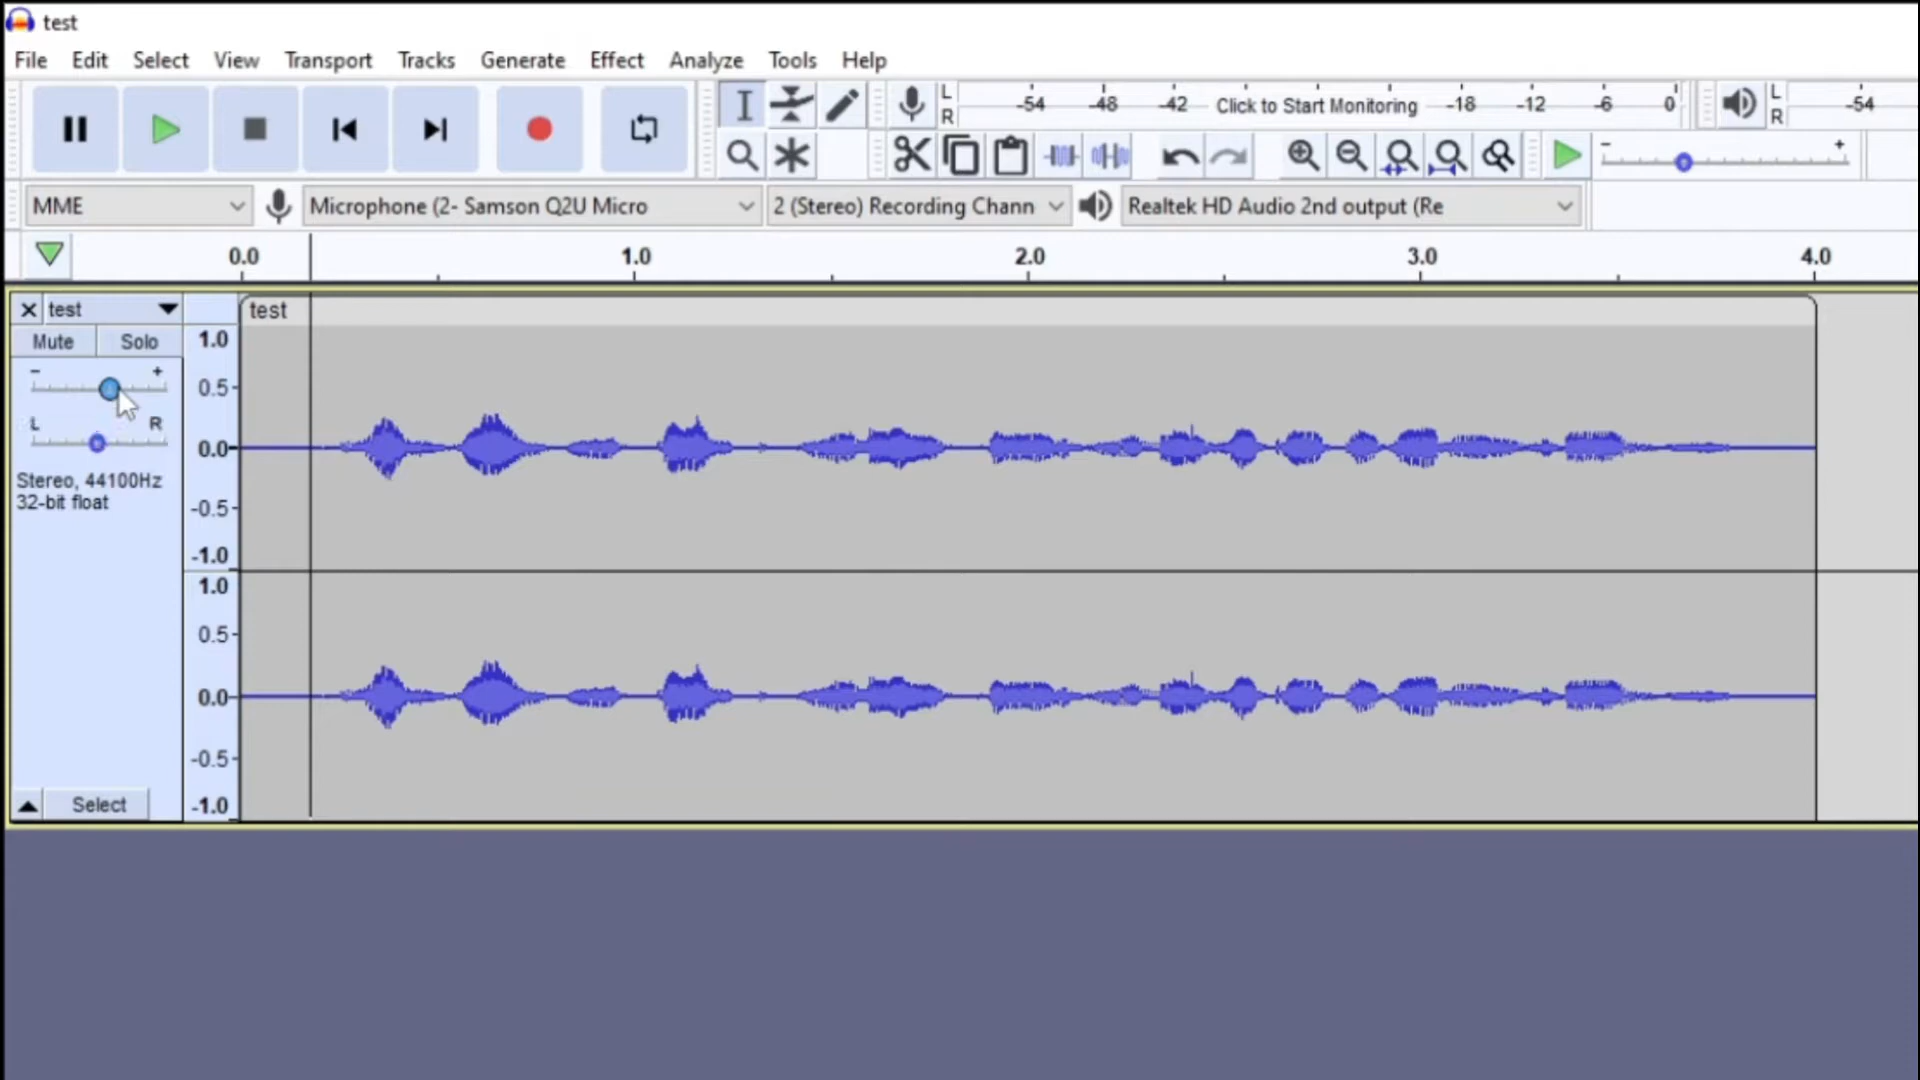 test
File Edit Select View Transport Tracks Generate Effect Analyze Tools Help
L R -54 -48 -42 Click to Start Monitoring -18 -12 -6 0 L R -54
- +
MME Microphone (2- Samson Q2U Micro 2 (Stereo) Recording Chann Realtek HD Audio 2nd output (Re
0.0 1.0 2.0 3.0 4.0
X test test
Mute Solo
- +
L R
Stereo, 44100Hz
32-bit float
Select
1.0
0.5
0.0
-0.5
-1.0
1.0
0.5
0.0
-0.5
-1.0